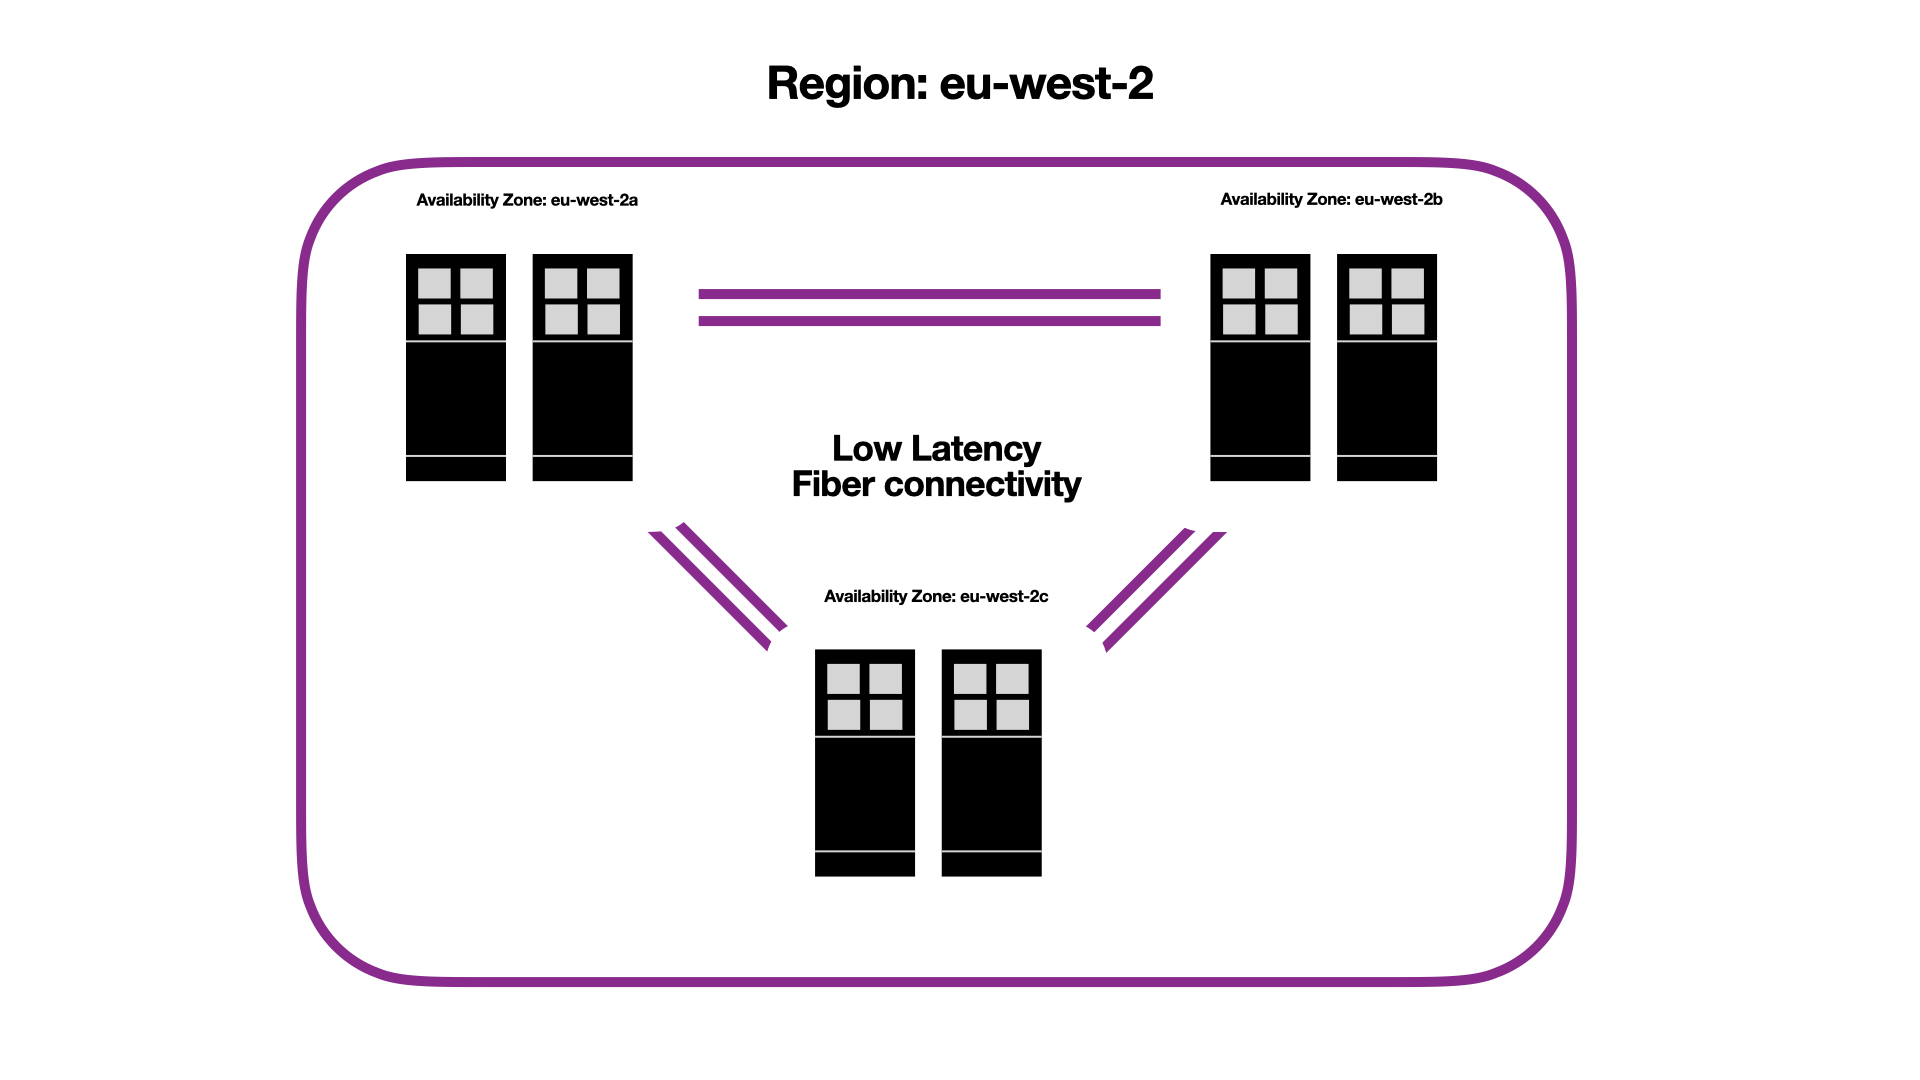 Region: eu-west-2
Availability Zone: eu-west-2a
Availability Zone: eu-west-2b
Low Latency
Fiber connectivity
Availability Zone: eu-west-2c